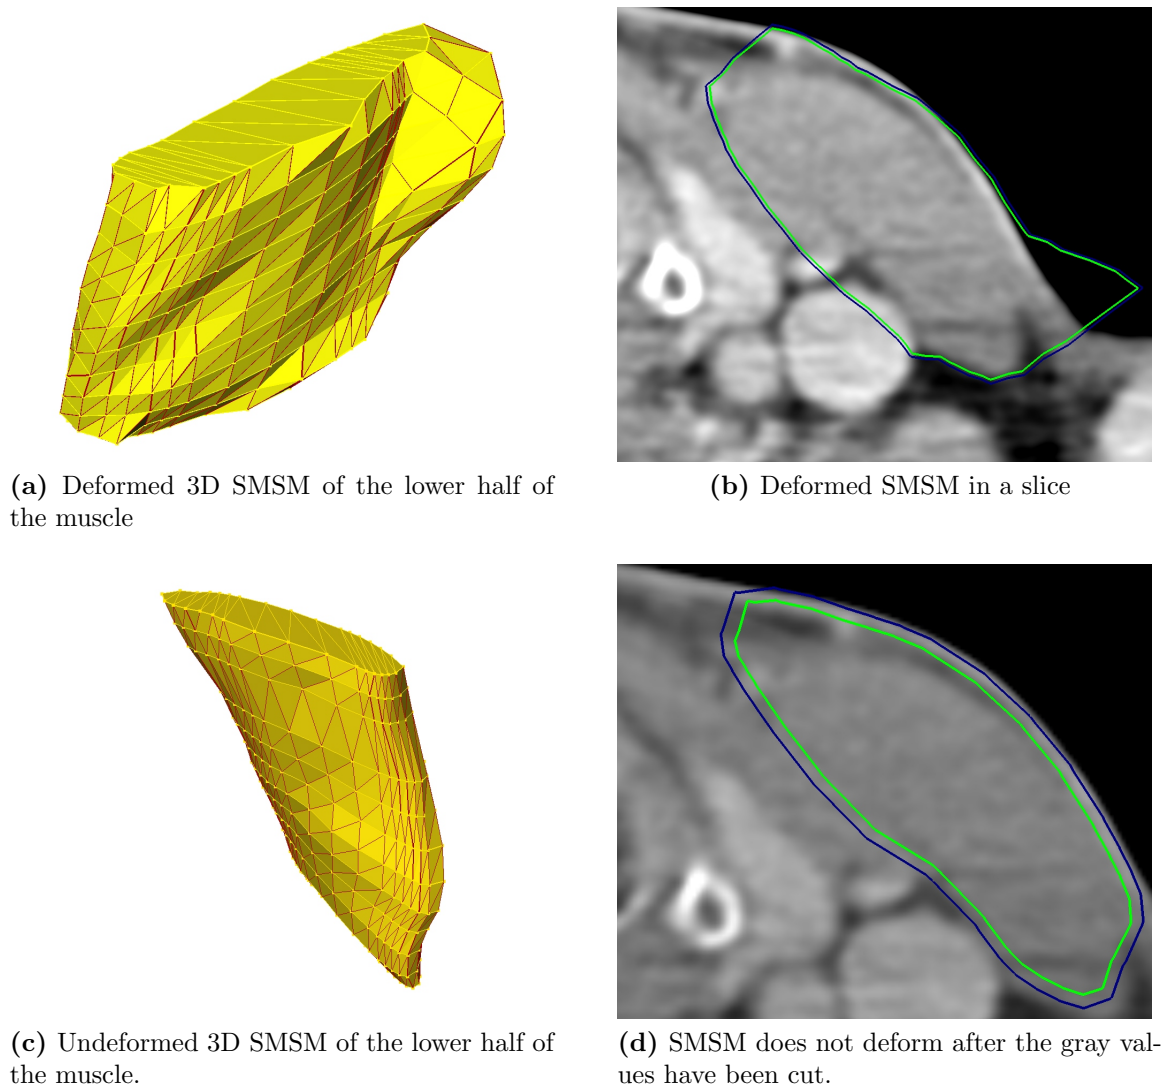 (a) Deformed 3D SMSM of the lower half of
the muscle
(b) Deformed SMSM in a slice
(c) Undeformed 3D SMSM of the lower half of
the muscle.
(d) SMSM does not deform after the gray val-
ues have been cut.